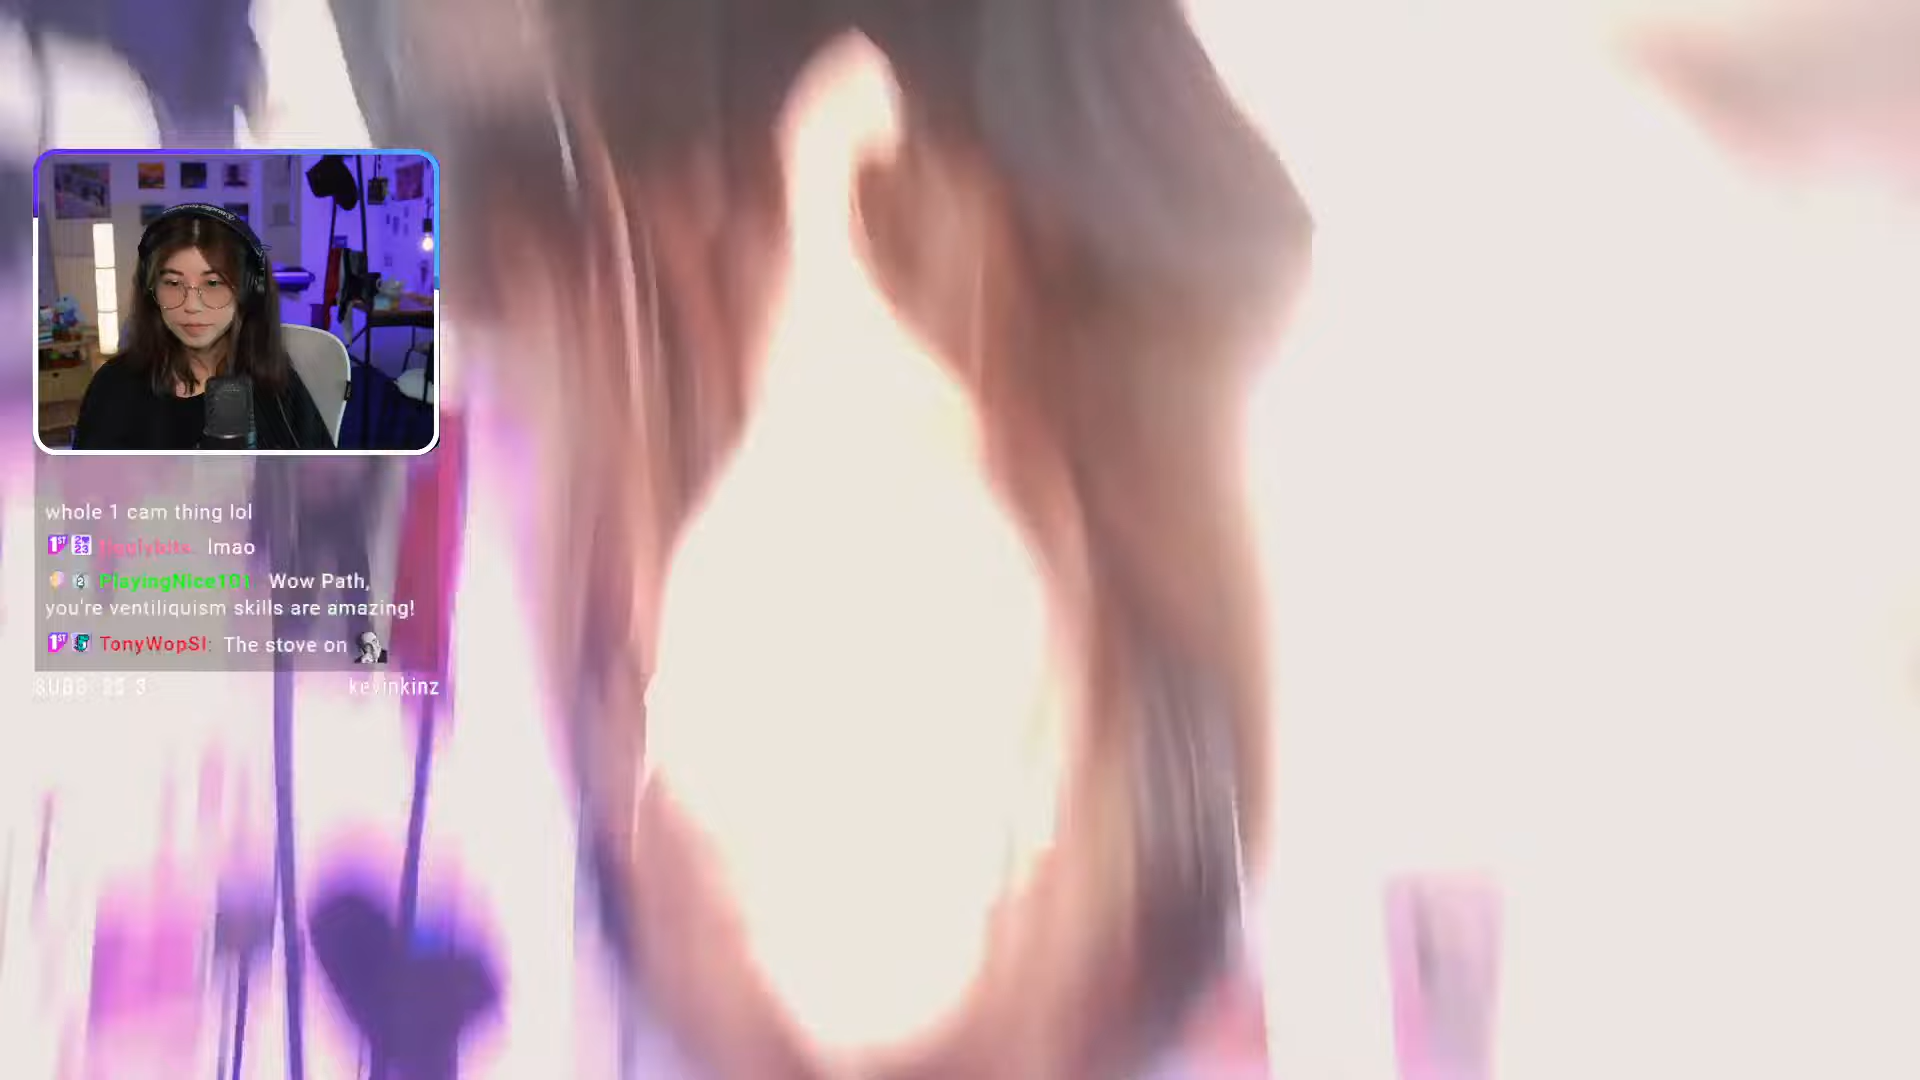 whole 1 cam thing lol
lmao
PlayingNice101 Wow Path,
you're ventiliquism skills are amazing!
TonyWopSI: The stove on
kevinkinz